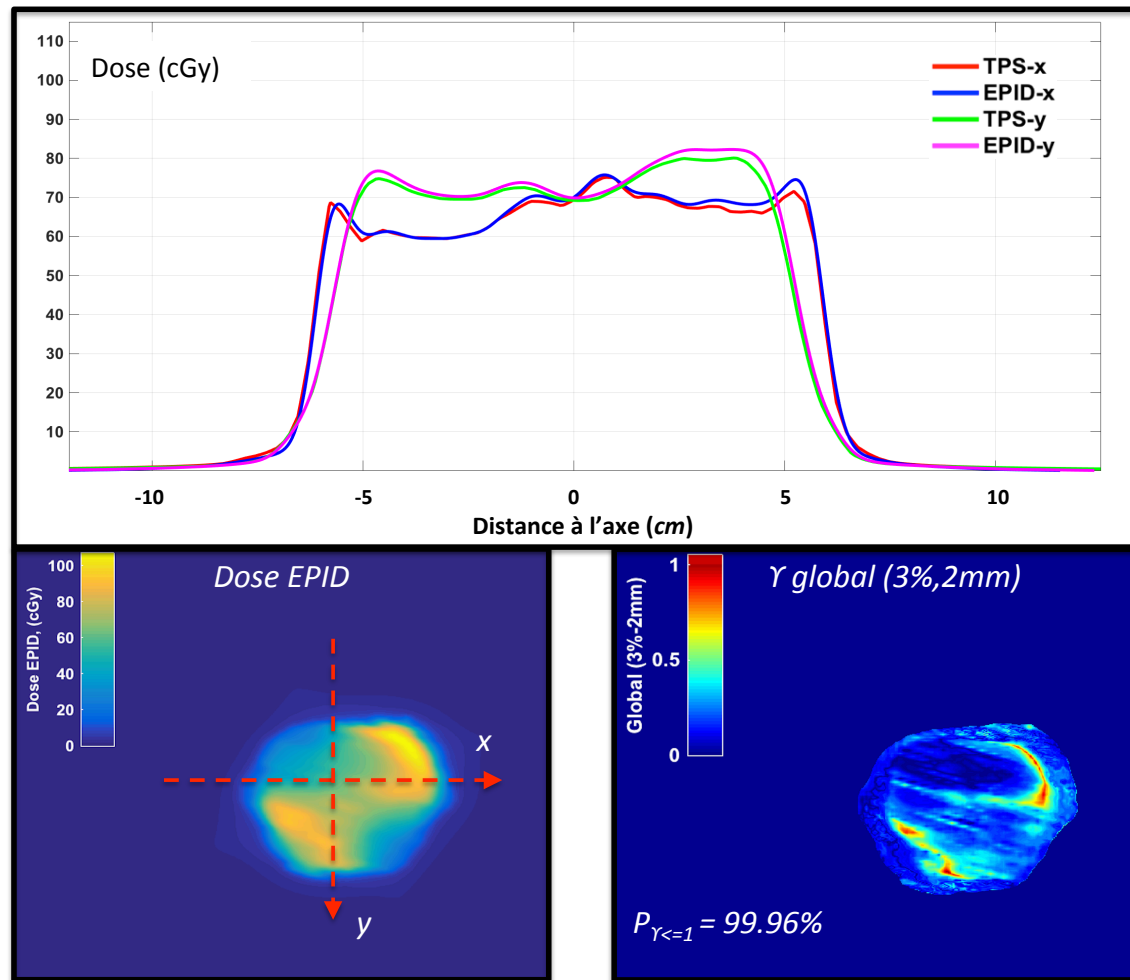 110
100
90
80
70
60
50
40
30
20
10
Dose (cGy)
TPS-x
EPID-x
TPS-y
EPID-y
-10
-5
0
5
10
Distance à l'axe (cm)
Dose EPID
Dose EPID, (cGy)
100
80
60
40
20
0
x
y
ϒ global (3%,2mm)
Global (3%-2mm)
1
0.5
0
Pϒ<=1 = 99.96%